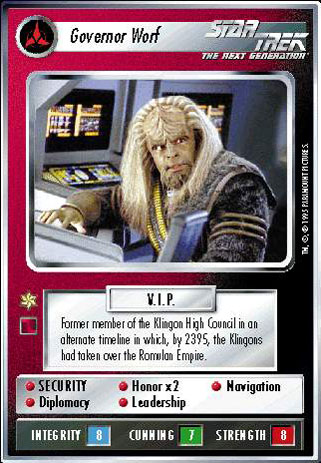 Governor Worf
STAR TREK
THE NEXT GENERATION
TM, ®, © 1995 PARAMOUNT PICTURES.
V.I.P.
Former member of the Klingon High Council in an
alternate timeline in which, by 2395, the Klingons
had taken over the Romulan Empire.
SECURITY Honor x2 Navigation
Diplomacy Leadership
INTEGRITY 8 CUNNING 7 STRENGTH 8